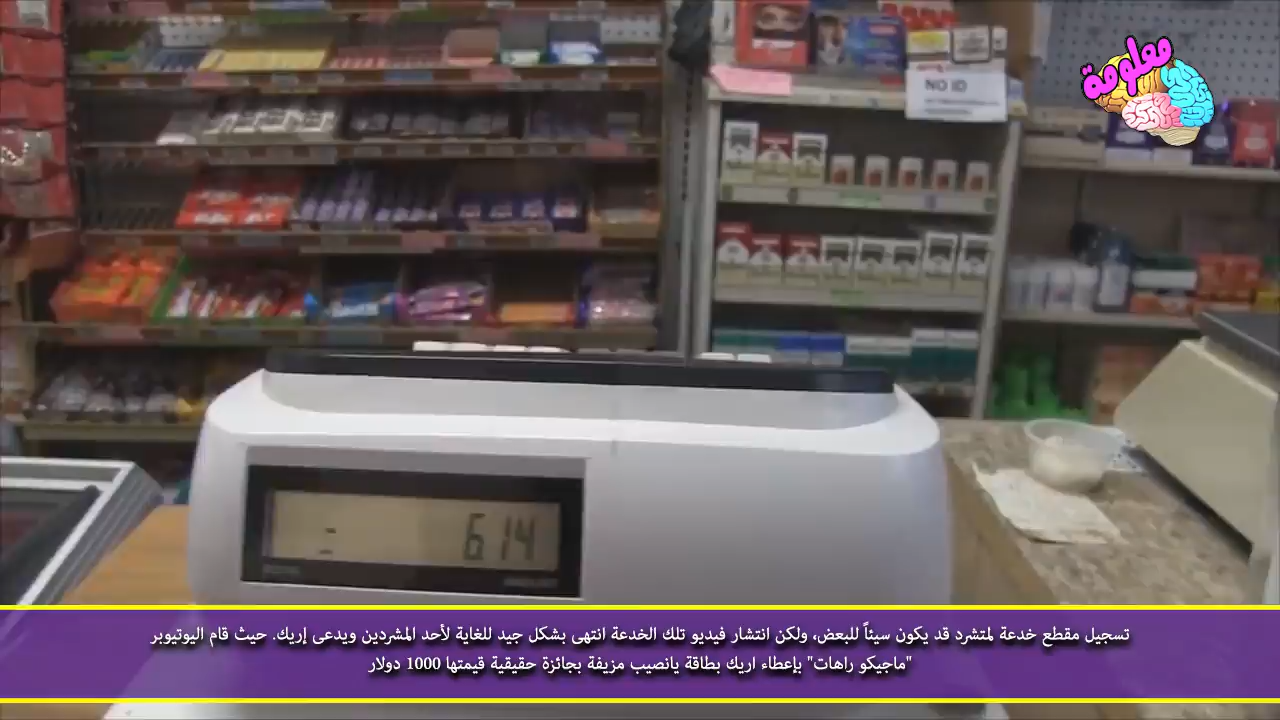 معلومة
NO ID
6.14
تسجيل مقطع خدعة لمتشرد قد يكون سيئاً للبعض، ولكن انتشار فيديو تلك الخدعة انتهى بشكل جيد للغاية لأحد المشردين ويدعى إريك. حيث قام اليوتيوبر
"ماجيكو راهات" بإعطاء اريك بطاقة يانصيب مزيفة بجائزة حقيقية قيمتها 1000 دولار